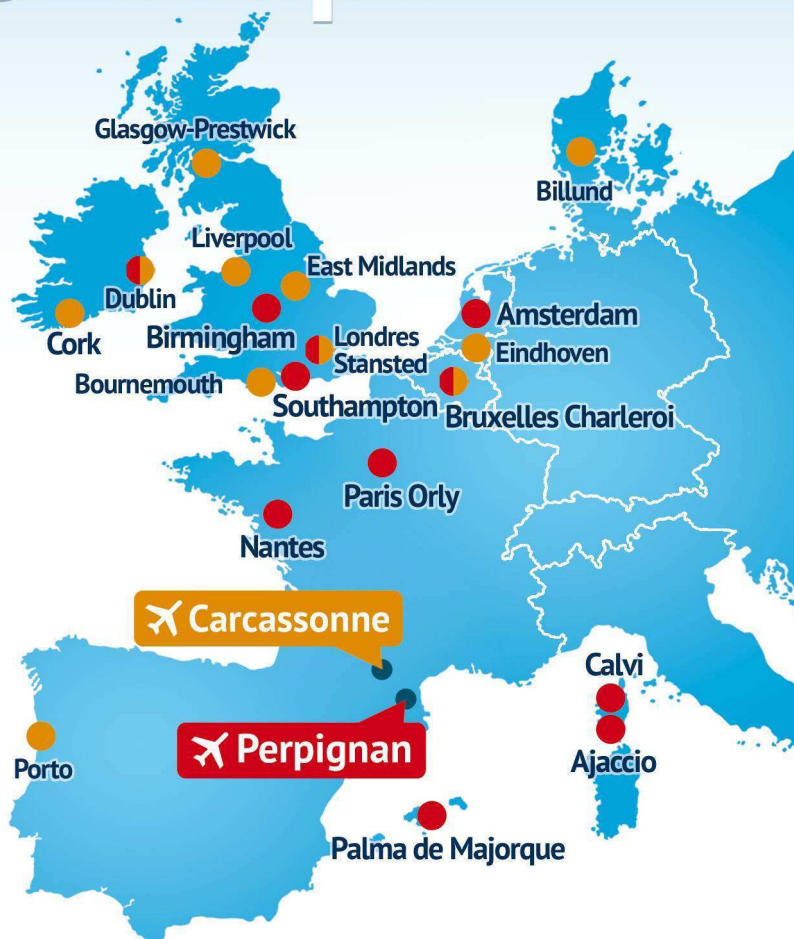 Glasgow-Prestwick
Billund
Liverpool
East Midlands
Dublin
Cork
Birmingham
Londres
Stansted
Amsterdam
Eindhoven
Bournemouth
Southampton
Bruxelles Charleroi
Paris Orly
Nantes
Carcassonne
Calvi
Perpignan
Porto
Ajaccio
Palma de Majorque